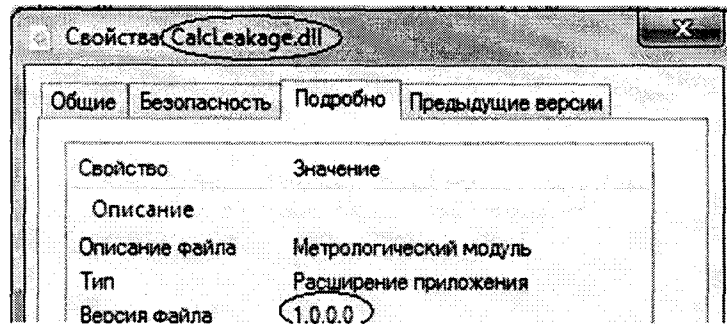 Свойства: CalcLeakage.dll
Общие Безопасность Подробно Предыдущие версии
Свойство Значение
Описание
Описание файла Метрологический модуль
Тип Расширение приложения
Версия файла 1.0.0.0